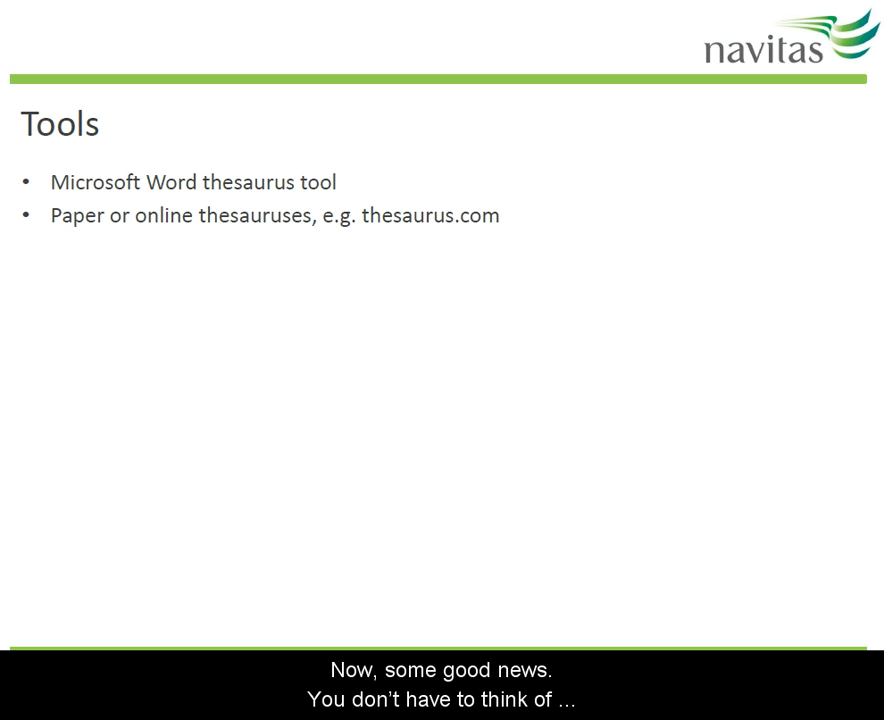 navitas
Tools
• Microsoft Word thesaurus tool
• Paper or online thesauruses, e.g. thesaurus.com
Now, some good news.
You don’t have to think of ...